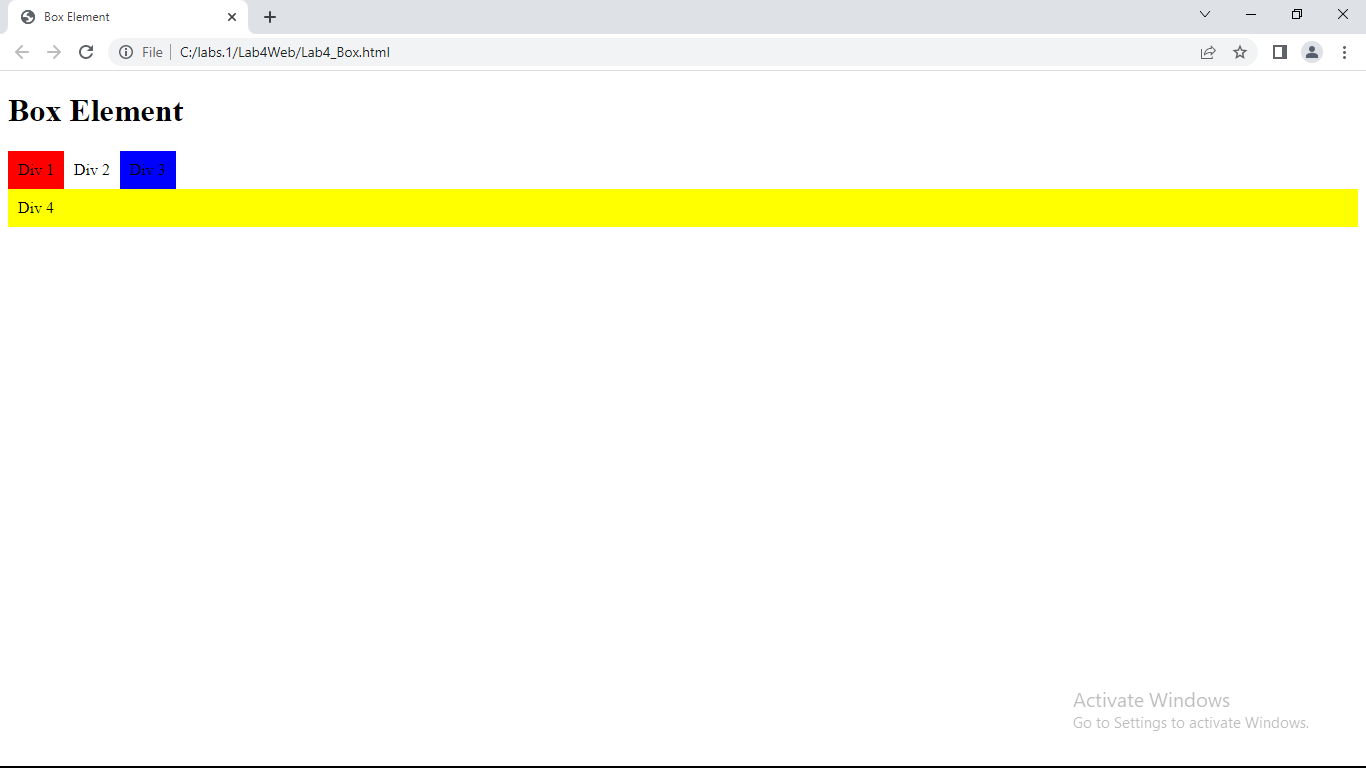 Box Element
File C:/labs.1/Lab4Web/Lab4_Box.html
Box Element
Div 1 Div 2 Div 3
Div 4
Activate Windows
Go to Settings to activate Windows.